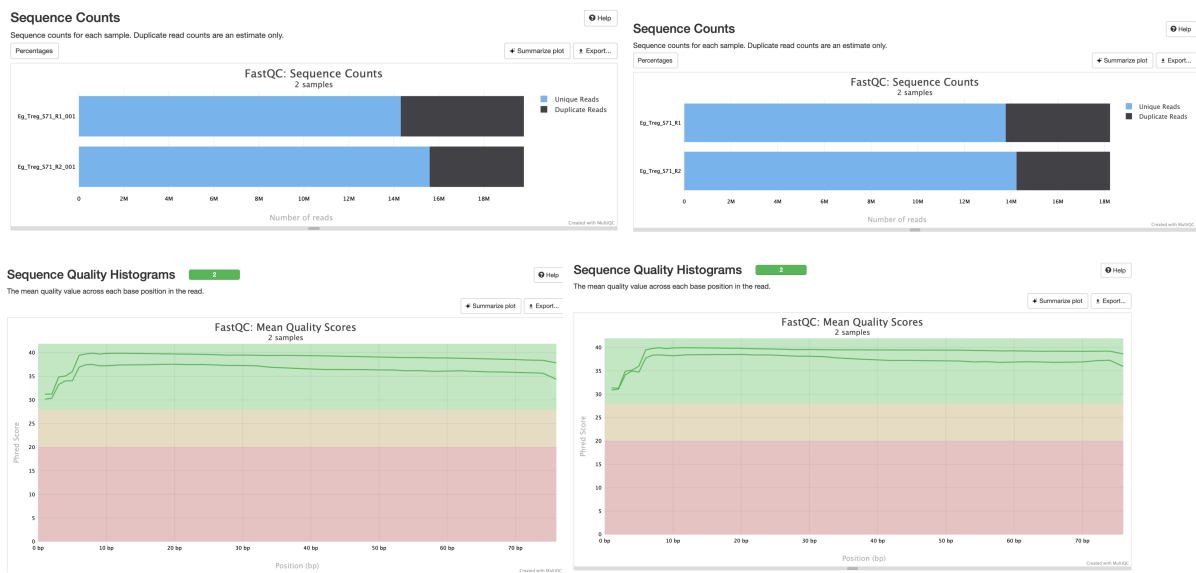 Sequence Counts
Help
Sequence counts for each sample. Duplicate read counts are an estimate only.
Percentages
Summarize plot
Export...
FastQC: Sequence Counts
2 samples
Eg_Treg_S71_R1_001
Eg_Treg_S71_R2_001
Unique Reads
Duplicate Reads
0 2M 4M 6M 8M 10M 12M 14M 16M 18M
Number of reads
Created with MultiQC
Sequence Counts
Help
Sequence counts for each sample. Duplicate read counts are an estimate only.
Percentages
Summarize plot
Export...
FastQC: Sequence Counts
2 samples
Eg_Treg_S71_R1
Eg_Treg_S71_R2
Unique Reads
Duplicate Reads
0 2M 4M 6M 8M 10M 12M 14M 16M 18M
Number of reads
Created with MultiQC
Sequence Quality Histograms 2
Help
The mean quality value across each base position in the read.
Summarize plot
Export...
FastQC: Mean Quality Scores
2 samples
Phred Score
40
35
30
25
20
15
10
5
0
0 bp 10 bp 20 bp 30 bp 40 bp 50 bp 60 bp 70 bp
Position (bp)
Created with MultiQC
Sequence Quality Histograms 2
Help
The mean quality value across each base position in the read.
Summarize plot
Export...
FastQC: Mean Quality Scores
2 samples
Phred Score
40
35
30
25
20
15
10
5
0
0 bp 10 bp 20 bp 30 bp 40 bp 50 bp 60 bp 70 bp
Position (bp)
Created with MultiQC